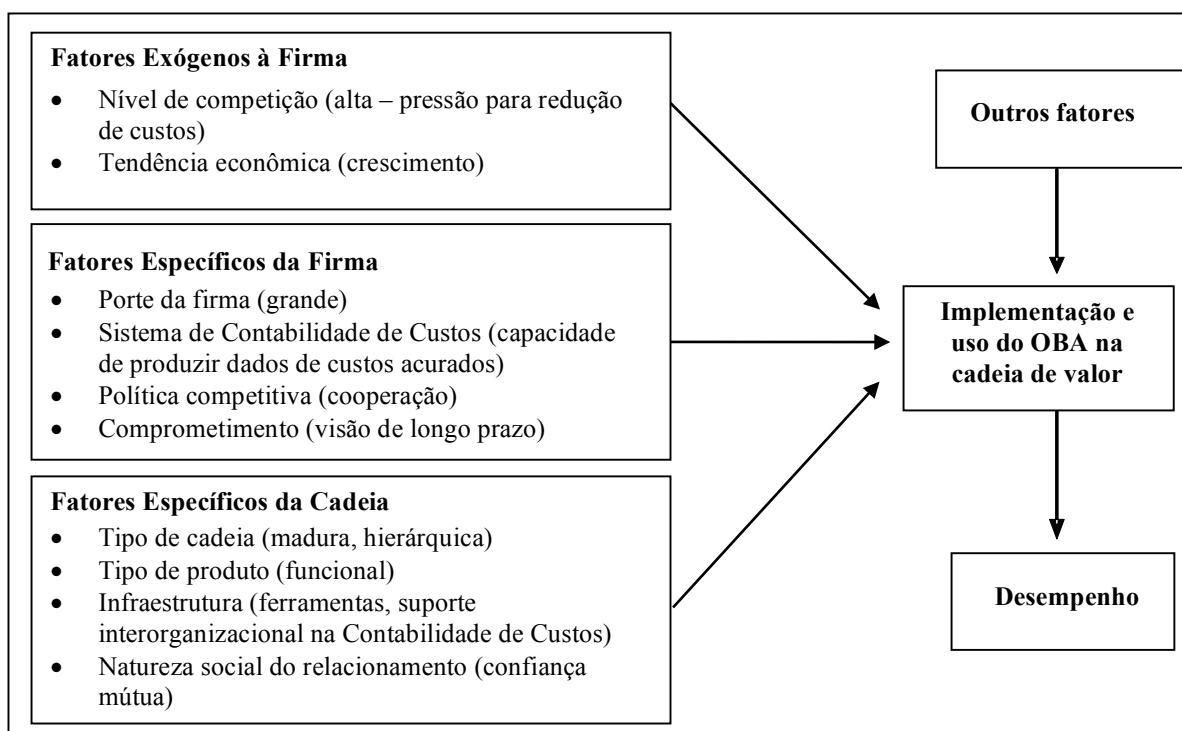 Fatores Exógenos à Firma
• Nível de competição (alta – pressão para redução
de custos)
• Tendência econômica (crescimento)
Fatores Específicos da Firma
• Porte da firma (grande)
• Sistema de Contabilidade de Custos (capacidade
de produzir dados de custos acurados)
• Política competitiva (cooperação)
• Comprometimento (visão de longo prazo)
Fatores Específicos da Cadeia
• Tipo de cadeia (madura, hierárquica)
• Tipo de produto (funcional)
• Infraestrutura (ferramentas, suporte
interorganizacional na Contabilidade de Custos)
• Natureza social do relacionamento (confiança
mútua)
Outros fatores
Implementação e
uso do OBA na
cadeia de valor
Desempenho